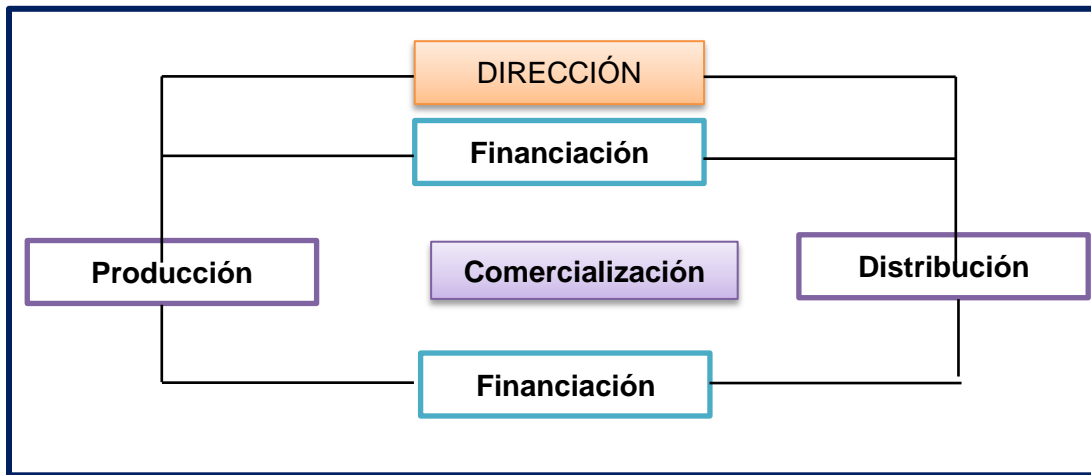 DIRECCIÓN
Financiación
Producción
Comercialización
Distribución
Financiación